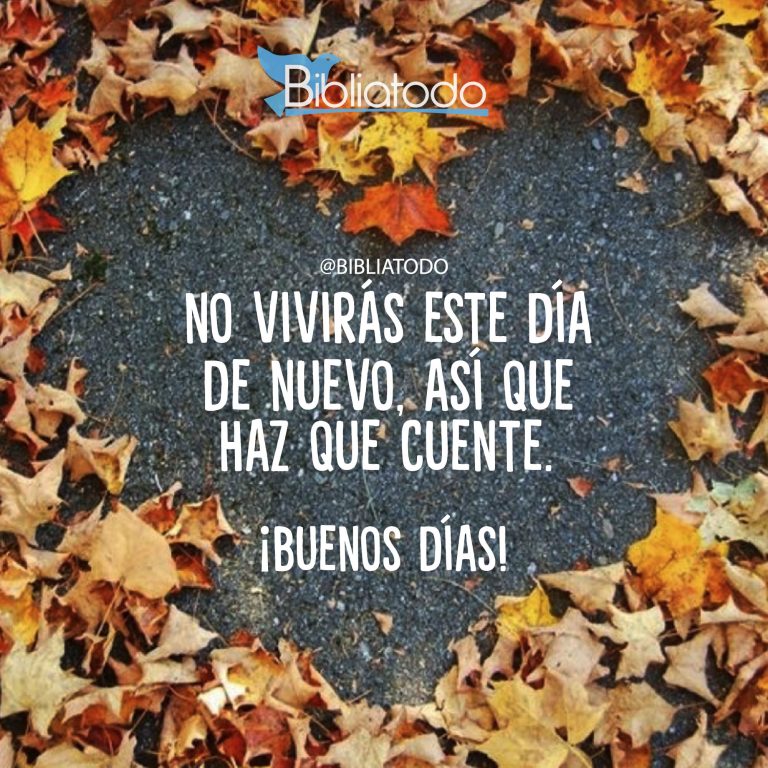 Bibliatodo
@BIBLIATODO
NO VIVIRÁS ESTE DÍA
DE NUEVO, ASÍ QUE
HAZ QUE CUENTE.
¡BUENOS DÍAS!